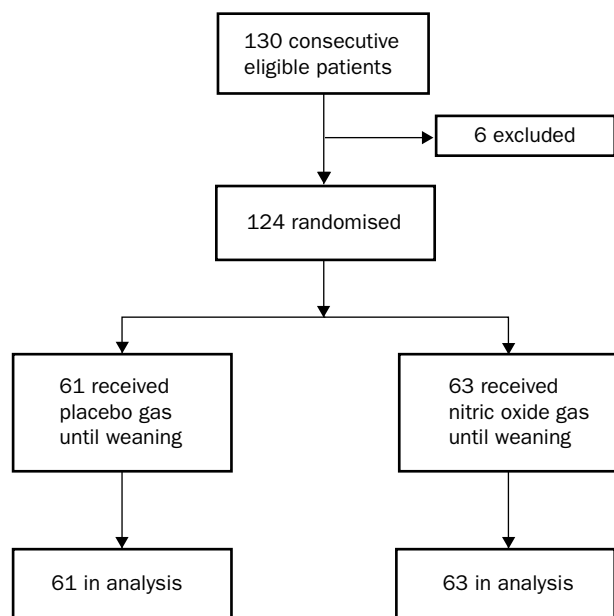 130 consecutive
eligible patients
6 excluded
124 randomised
61 received
placebo gas
until weaning
63 received
nitric oxide gas
until weaning
61 in analysis
63 in analysis